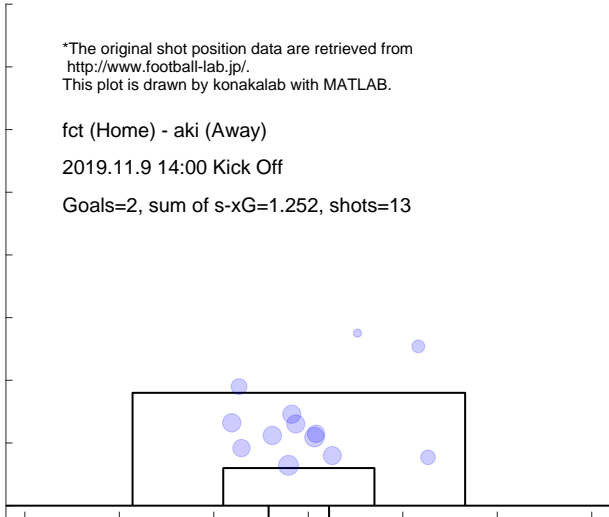 *The original shot position data are retrieved from
http://www.football-lab.jp/.
This plot is drawn by konakalab with MATLAB.
fct (Home) - aki (Away)
2019.11.9 14:00 Kick Off
Goals=2, sum of s-xG=1.252, shots=13